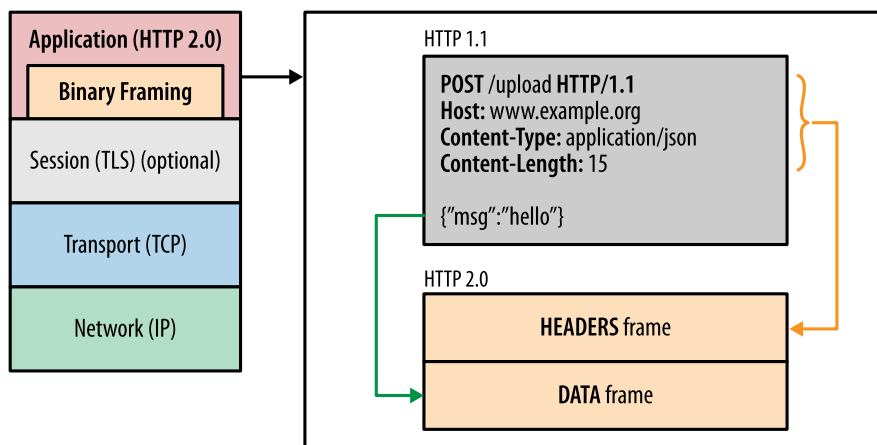 Application (HTTP 2.0)
Binary Framing
Session (TLS) (optional)
Transport (TCP)
Network (IP)
HTTP 1.1
POST /upload HTTP/1.1
Host: www.example.org
Content-Type: application/json
Content-Length: 15
{”msg”:”hello”}
HTTP 2.0
HEADERS frame
DATA frame